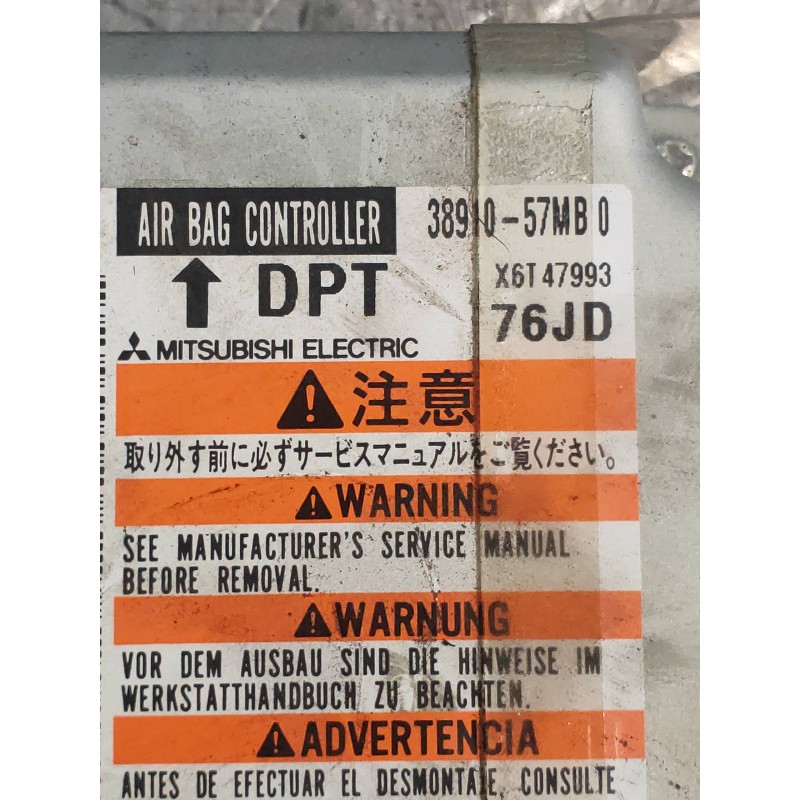 AIR BAG CONTROLLER 38910-57MB0
DPT X6T47993
76JD
MITSUBISHI ELECTRIC
注意
取り外す前に必ずサービスマニュアルをご覧ください。
WARNING
SEE MANUFACTURER'S SERVICE MANUAL
BEFORE REMOVAL.
WARNUNG
VOR DEM AUSBAU SIND DIE HINWEISE IM
WERKSTATTHANDBUCH ZU BEACHTEN.
ADVERTENCIA
ANTES DE EFECTUAR EL DESMONTAJE, CONSULTE